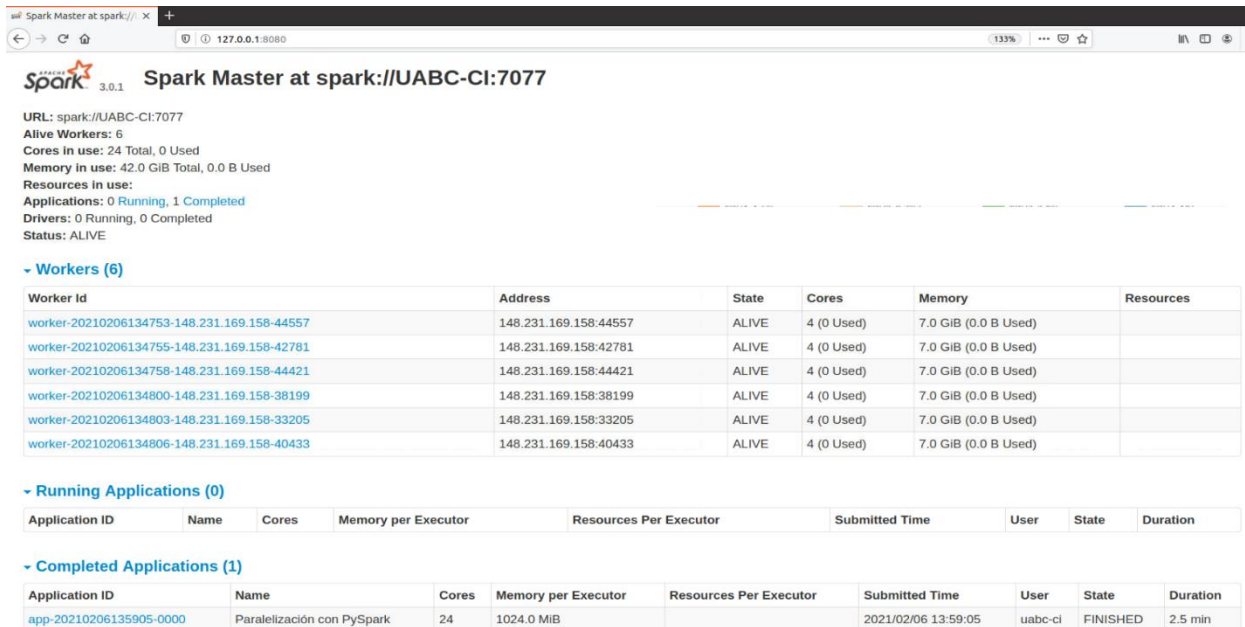 Spark Master at spark://
127.0.0.1:8080
133%
APACHE Spark 3.0.1 Spark Master at spark://UABC-CI:7077
URL: spark://UABC-CI:7077
Alive Workers: 6
Cores in use: 24 Total, 0 Used
Memory in use: 42.0 GiB Total, 0.0 B Used
Resources in use:
Applications: 0 Running, 1 Completed
Drivers: 0 Running, 0 Completed
Status: ALIVE
Workers (6)
Worker Id Address State Cores Memory Resources
worker-20210206134753-148.231.169.158-44557 148.231.169.158:44557 ALIVE 4 (0 Used) 7.0 GiB (0.0 B Used)
worker-20210206134755-148.231.169.158-42781 148.231.169.158:42781 ALIVE 4 (0 Used) 7.0 GiB (0.0 B Used)
worker-20210206134758-148.231.169.158-44421 148.231.169.158:44421 ALIVE 4 (0 Used) 7.0 GiB (0.0 B Used)
worker-20210206134800-148.231.169.158-38199 148.231.169.158:38199 ALIVE 4 (0 Used) 7.0 GiB (0.0 B Used)
worker-20210206134803-148.231.169.158-33205 148.231.169.158:33205 ALIVE 4 (0 Used) 7.0 GiB (0.0 B Used)
worker-20210206134806-148.231.169.158-40433 148.231.169.158:40433 ALIVE 4 (0 Used) 7.0 GiB (0.0 B Used)
Running Applications (0)
Application ID Name Cores Memory per Executor Resources Per Executor Submitted Time User State Duration
Completed Applications (1)
Application ID Name Cores Memory per Executor Resources Per Executor Submitted Time User State Duration
app-20210206135905-0000 Paralelización con PySpark 24 1024.0 MiB 2021/02/06 13:59:05 uabc-ci FINISHED 2.5 min